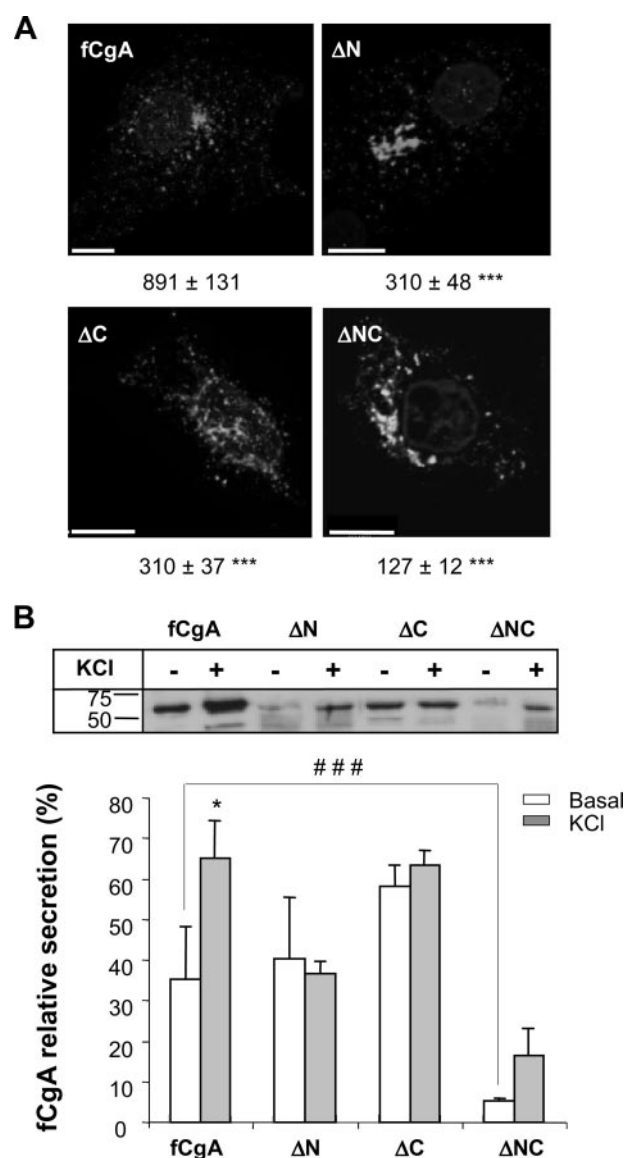 A
fCgA
ΔN
891 ± 131
310 ± 48 ***
ΔC
ΔNC
310 ± 37 ***
127 ± 12 ***
B
fCgA ΔN ΔC ΔNC
KCl - + - + - + - +
75
50
# # #
Basal
KCl
*
fCgA relative secretion (%)
80
70
60
50
40
30
20
10
0
fCgA ΔN ΔC ΔNC